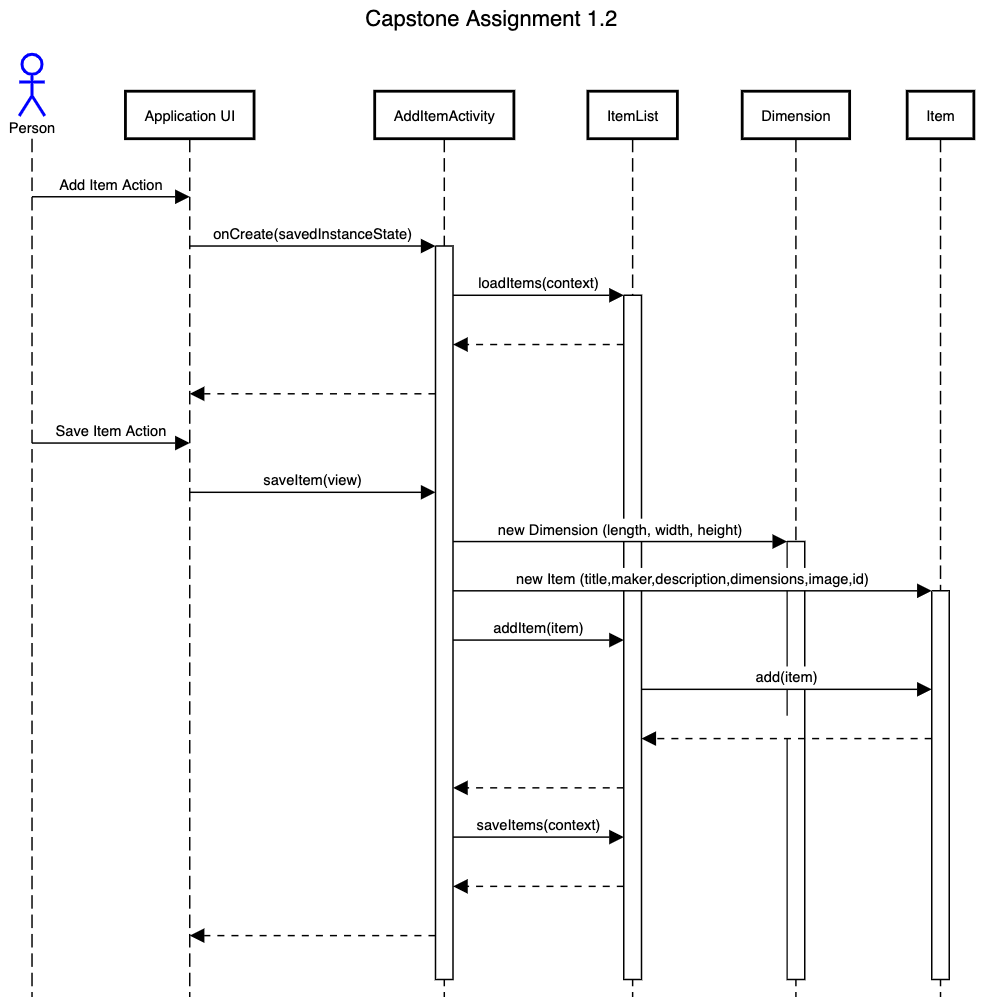 Capstone Assignment 1.2
Person
Application UI
AddItemActivity
ItemList
Dimension
Item
Add Item Action
onCreate(savedInstanceState)
loadItems(context)
Save Item Action
saveItem(view)
new Dimension (length, width, height)
new Item (title,maker,description,dimensions,image,id)
addItem(item)
add(item)
saveItems(context)